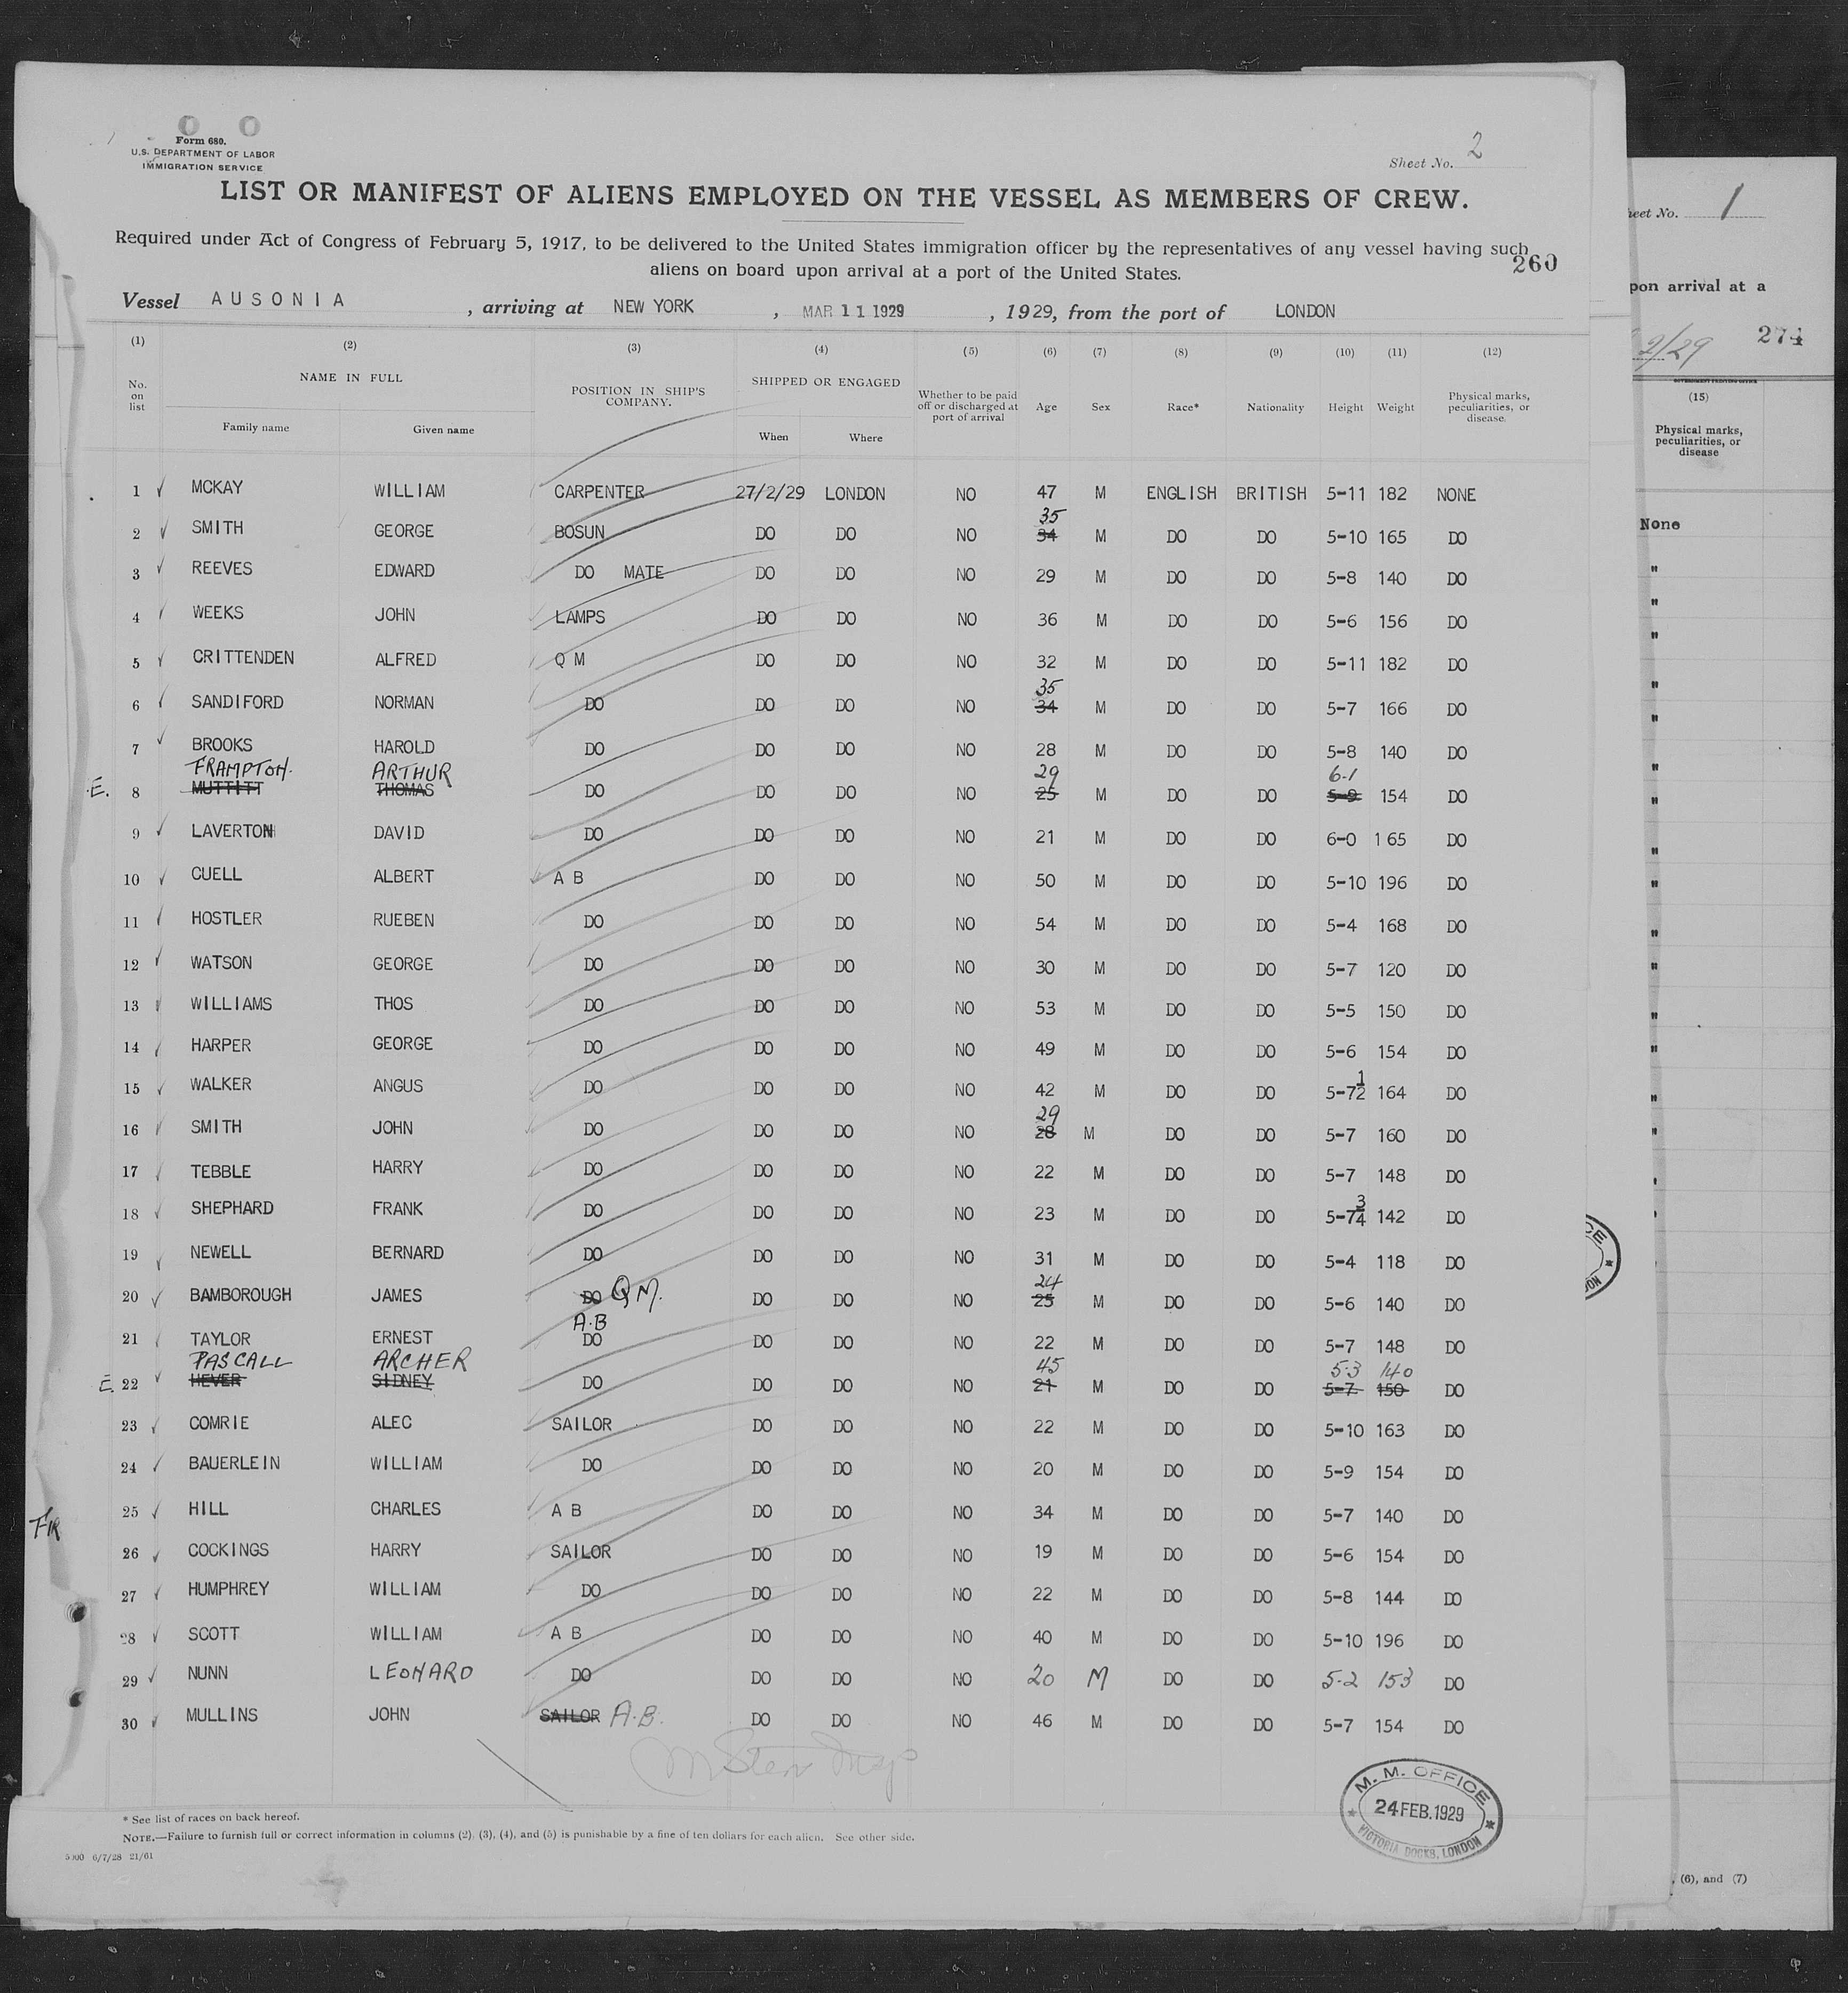 Form 680.
U.S. DEPARTMENT OF LABOR
IMMIGRATION SERVICE
Sheet No. 2
LIST OR MANIFEST OF ALIENS EMPLOYED ON THE VESSEL AS MEMBERS OF CREW.
Required under Act of Congress of February 5, 1917, to be delivered to the United States immigration officer by the representatives of any vessel having such
aliens on board upon arrival at a port of the United States.
260
Vessel AUSONIA, arriving at NEW YORK, MAR 11 1929, 1929, from the port of LONDON
(1) (2) (3) (4) (5) (6) (7) (8) (9) (10) (11) (12)
No. on list NAME IN FULL Family name Given name POSITION IN SHIP'S COMPANY. SHIPPED OR ENGAGED When Where Whether to be paid off or discharged at port of arrival Age Sex Race* Nationality Height Weight Physical marks, peculiarities, or disease.
1 MCKAY WILLIAM CARPENTER 27/2/29 LONDON NO 47 M ENGLISH BRITISH 5-11 182 NONE
2 SMITH GEORGE BOSUN DO DO NO 34 35 M DO DO 5-10 165 DO
3 REEVES EDWARD DO MATE DO DO NO 29 M DO DO 5-8 140 DO
4 WEEKS JOHN LAMPS DO DO NO 36 M DO DO 5-6 156 DO
5 CRITTENDEN ALFRED Q M DO DO NO 32 M DO DO 5-11 182 DO
6 SANDIFORD NORMAN DO DO DO NO 34 35 M DO DO 5-7 166 DO
7 BROOKS HAROLD DO DO DO NO 28 M DO DO 5-8 140 DO
FRAMPTON. ARTHUR 29 6-1
E. 8 MUTTITT THOMAS DO DO DO NO 25 M DO DO 5-9 154 DO
9 LAVERTON DAVID DO DO DO NO 21 M DO DO 6-0 165 DO
10 CUELL ALBERT A B DO DO NO 50 M DO DO 5-10 196 DO
11 HOSTLER RUEBEN DO DO DO NO 54 M DO DO 5-4 168 DO
12 WATSON GEORGE DO DO DO NO 30 M DO DO 5-7 120 DO
13 WILLIAMS THOS DO DO DO NO 53 M DO DO 5-5 150 DO
14 HARPER GEORGE DO DO DO NO 49 M DO DO 5-6 154 DO
15 WALKER ANGUS DO DO DO NO 42 M DO DO 5-7½ 164 DO
16 SMITH JOHN DO DO DO NO 28 29 M DO DO 5-7 160 DO
17 TEBBLE HARRY DO DO DO NO 22 M DO DO 5-7 148 DO
18 SHEPHARD FRANK DO DO DO NO 23 M DO DO 5-7¾ 142 DO
19 NEWELL BERNARD DO DO DO NO 31 M DO DO 5-4 118 DO
20 BAMBOROUGH JAMES DO Q M. DO DO NO 25 24 M DO DO 5-6 140 DO
21 TAYLOR ERNEST DO A.B DO DO NO 22 M DO DO 5-7 148 DO
PASCALL ARCHER 45 5-3 140
E. 22 HEVER SIDNEY DO DO DO NO 21 M DO DO 5-7 150 DO
23 COMRIE ALEC SAILOR DO DO NO 22 M DO DO 5-10 163 DO
24 BAUERLEIN WILLIAM DO DO DO NO 20 M DO DO 5-9 154 DO
25 HILL CHARLES A B DO DO NO 34 M DO DO 5-7 140 DO
26 COCKINGS HARRY SAILOR DO DO NO 19 M DO DO 5-6 154 DO
27 HUMPHREY WILLIAM DO DO DO NO 22 M DO DO 5-8 144 DO
28 SCOTT WILLIAM A B DO DO NO 40 M DO DO 5-10 196 DO
29 NUNN LEONARD DO DO DO NO 20 M DO DO 5-2 153 DO
30 MULLINS JOHN SAILOR A.B. DO DO NO 46 M DO DO 5-7 154 DO
M. M. OFFICE
24 FEB. 1929
VICTORIA DOCKS, LONDON
* See list of races on back hereof.
NOTE.—Failure to furnish full or correct information in columns (2), (3), (4), and (5) is punishable by a fine of ten dollars for each alien. See other side.
6/7/28 21/61
eet No. 1
pon arrival at a
2/29 274
(15)
Physical marks,
peculiarities, or
disease
None
(6), and (7)